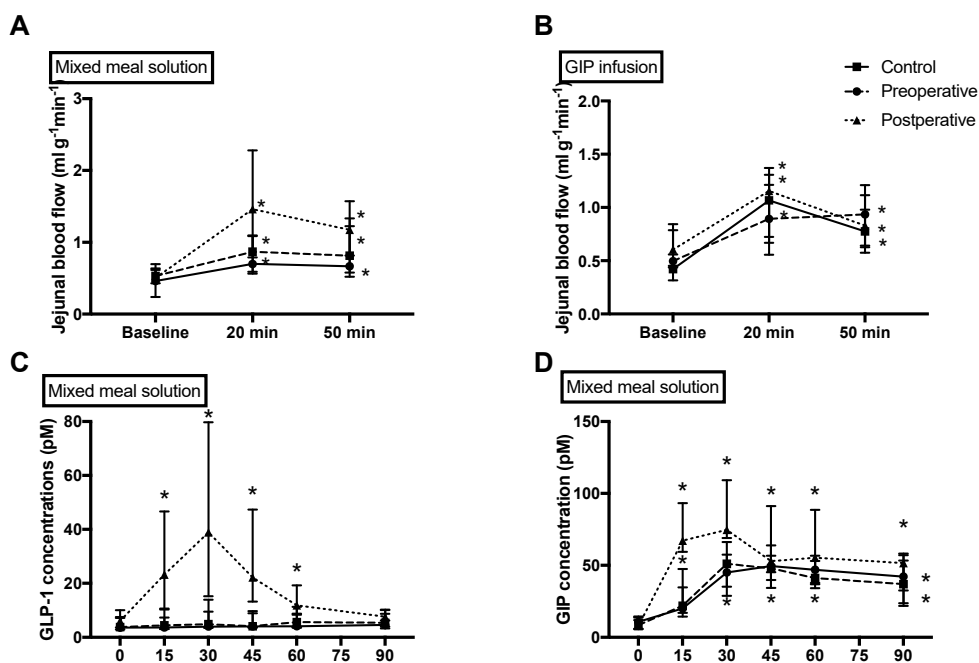 A
Mixed meal solution
Jejunal blood flow (ml g-1min-1)
3
2
1
0
Baseline 20 min 50 min
* * * * * *
B
GIP infusion
Control
Preoperative
Postperative
Jejunal blood flow (ml g-1min-1)
2.0
1.5
1.0
0.5
0.0
Baseline 20 min 50 min
* * * * * *
C
Mixed meal solution
GLP-1 concentrations (pM)
80
60
40
20
0
0 15 30 45 60 75 90
* * * *
D
Mixed meal solution
GIP concentration (pM)
150
100
50
0
0 15 30 45 60 75 90
* * * * * * * * * * *